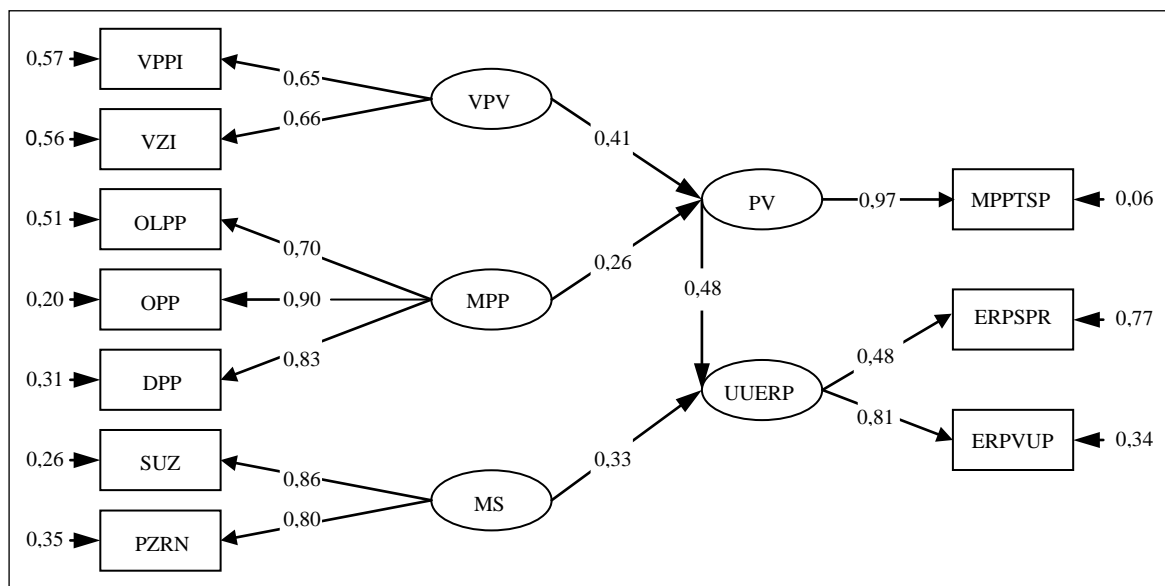 0,57
VPPI
0,65
VPV
0,56
VZI
0,66
0,41
0,51
OLPP
0,70
PV
0,97
MPPTSP
0,06
0,26
0,20
OPP
0,90
MPP
0,48
ERPSPR
0,77
0,48
0,31
DPP
0,83
UUERP
0,81
ERPVUP
0,34
0,33
0,26
SUZ
0,86
MS
0,80
0,35
PZRN